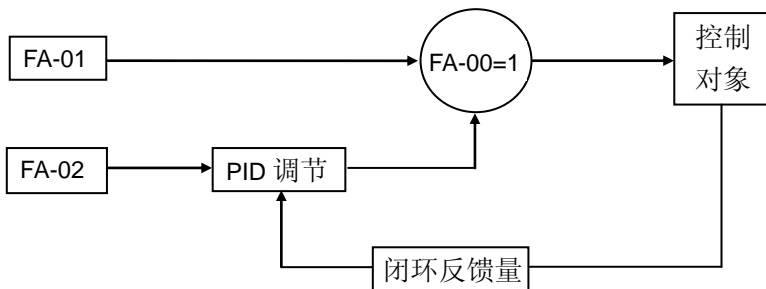 FA-01
FA-00=1
控制
对象
FA-02
PID 调节
闭环反馈量